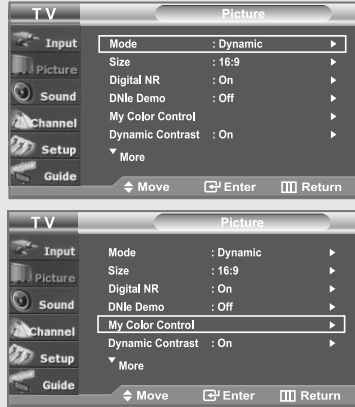 TV Picture
Input
Picture
Sound
Channel
Setup
Guide
Mode : Dynamic
Size : 16:9
Digital NR : On
DNIe Demo : Off
My Color Control
Dynamic Contrast : On
More
Move Enter Return
TV Picture
Input
Picture
Sound
Channel
Setup
Guide
Mode : Dynamic
Size : 16:9
Digital NR : On
DNIe Demo : Off
My Color Control
Dynamic Contrast : On
More
Move Enter Return